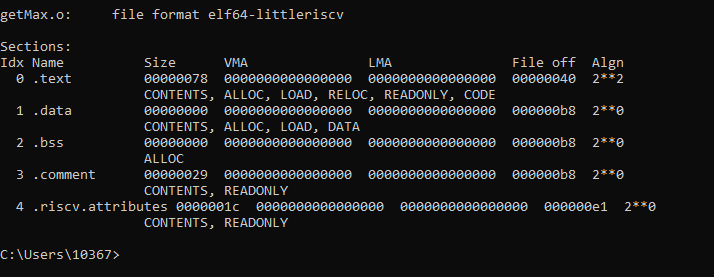 getMax.o:     file format elf64-littleriscv
Sections:
Idx Name          Size      VMA               LMA               File off  Algn
  0 .text         00000078  0000000000000000  0000000000000000  00000040  2**2
                  CONTENTS, ALLOC, LOAD, RELOC, READONLY, CODE
  1 .data         00000000  0000000000000000  0000000000000000  000000b8  2**0
                  CONTENTS, ALLOC, LOAD, DATA
  2 .bss          00000000  0000000000000000  0000000000000000  000000b8  2**0
                  ALLOC
  3 .comment      00000029  0000000000000000  0000000000000000  000000b8  2**0
                  CONTENTS, READONLY
  4 .riscv.attributes 0000001c  0000000000000000  0000000000000000  000000e1  2**0
                  CONTENTS, READONLY
C:\Users\10367>